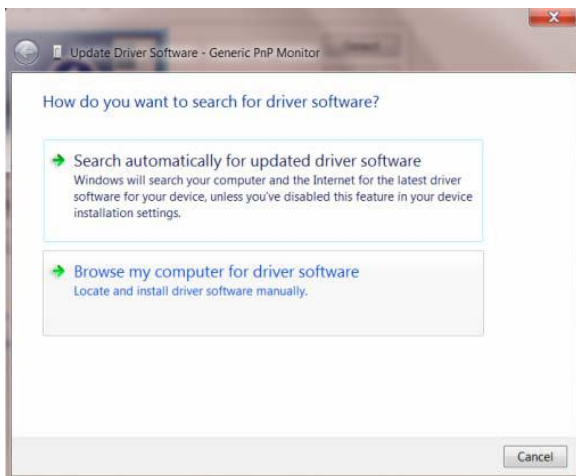 Update Driver Software - Generic PnP Monitor
How do you want to search for driver software?
Search automatically for updated driver software
Windows will search your computer and the Internet for the latest driver
software for your device, unless you've disabled this feature in your device
installation settings.
Browse my computer for driver software
Locate and install driver software manually.
Cancel